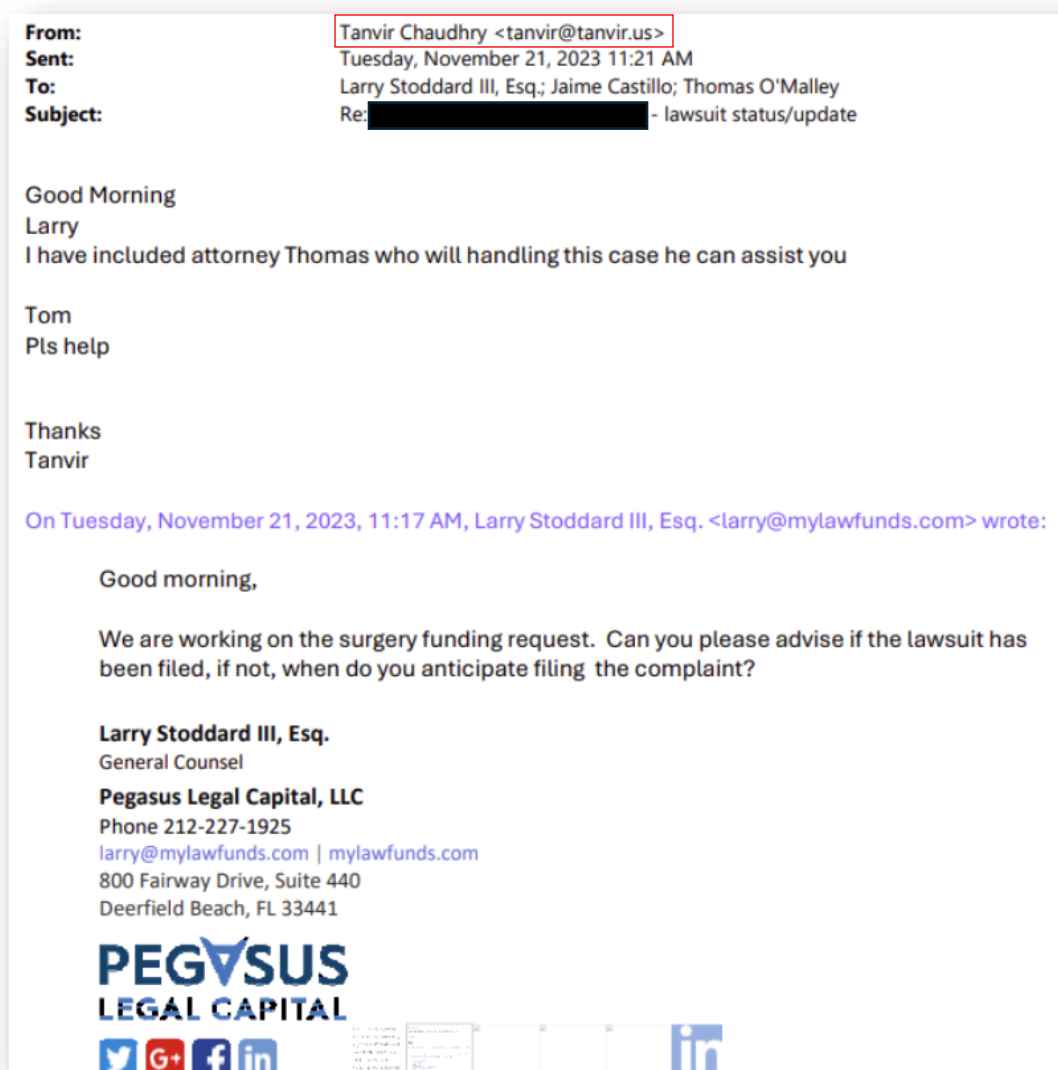 From: Tanvir Chaudhry <tanvir@tanvir.us>
Sent: Tuesday, November 21, 2023 11:21 AM
To: Larry Stoddard III, Esq.; Jaime Castillo; Thomas O'Malley
Subject: Re: - lawsuit status/update
Good Morning
Larry
I have included attorney Thomas who will handling this case he can assist you
Tom
Pls help
Thanks
Tanvir
On Tuesday, November 21, 2023, 11:17 AM, Larry Stoddard III, Esq. <larry@mylawfunds.com> wrote:
Good morning,
We are working on the surgery funding request. Can you please advise if the lawsuit has
been filed, if not, when do you anticipate filing the complaint?
Larry Stoddard III, Esq.
General Counsel
Pegasus Legal Capital, LLC
Phone 212-227-1925
larry@mylawfunds.com | mylawfunds.com
800 Fairway Drive, Suite 440
Deerfield Beach, FL 33441
PEGASUS
LEGAL CAPITAL
G+ f in in